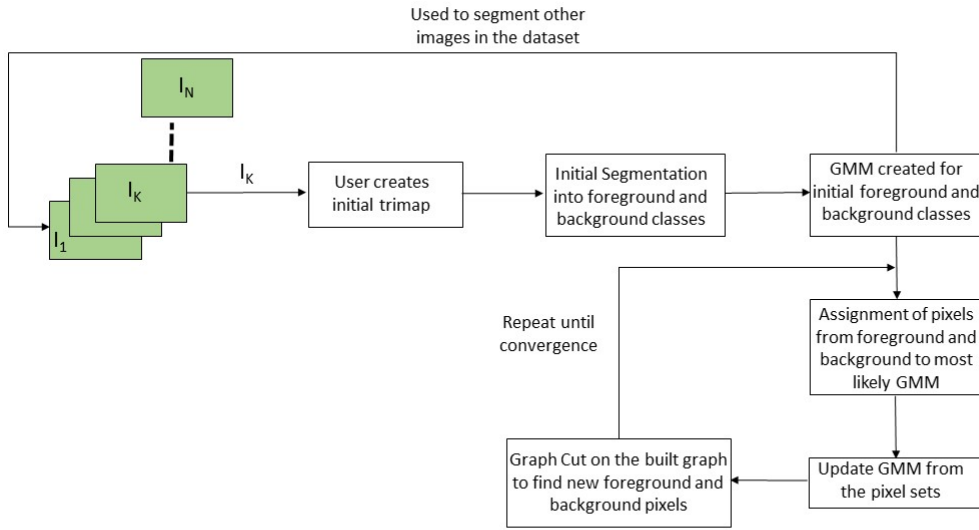 Used to segment other
images in the dataset
I_N
I_K
I_1
I_K
User creates
initial trimap
Initial Segmentation
into foreground and
background classes
GMM created for
initial foreground and
background classes
Repeat until
convergence
Assignment of pixels
from foreground and
background to most
likely GMM
Graph Cut on the built graph
to find new foreground and
background pixels
Update GMM from
the pixel sets